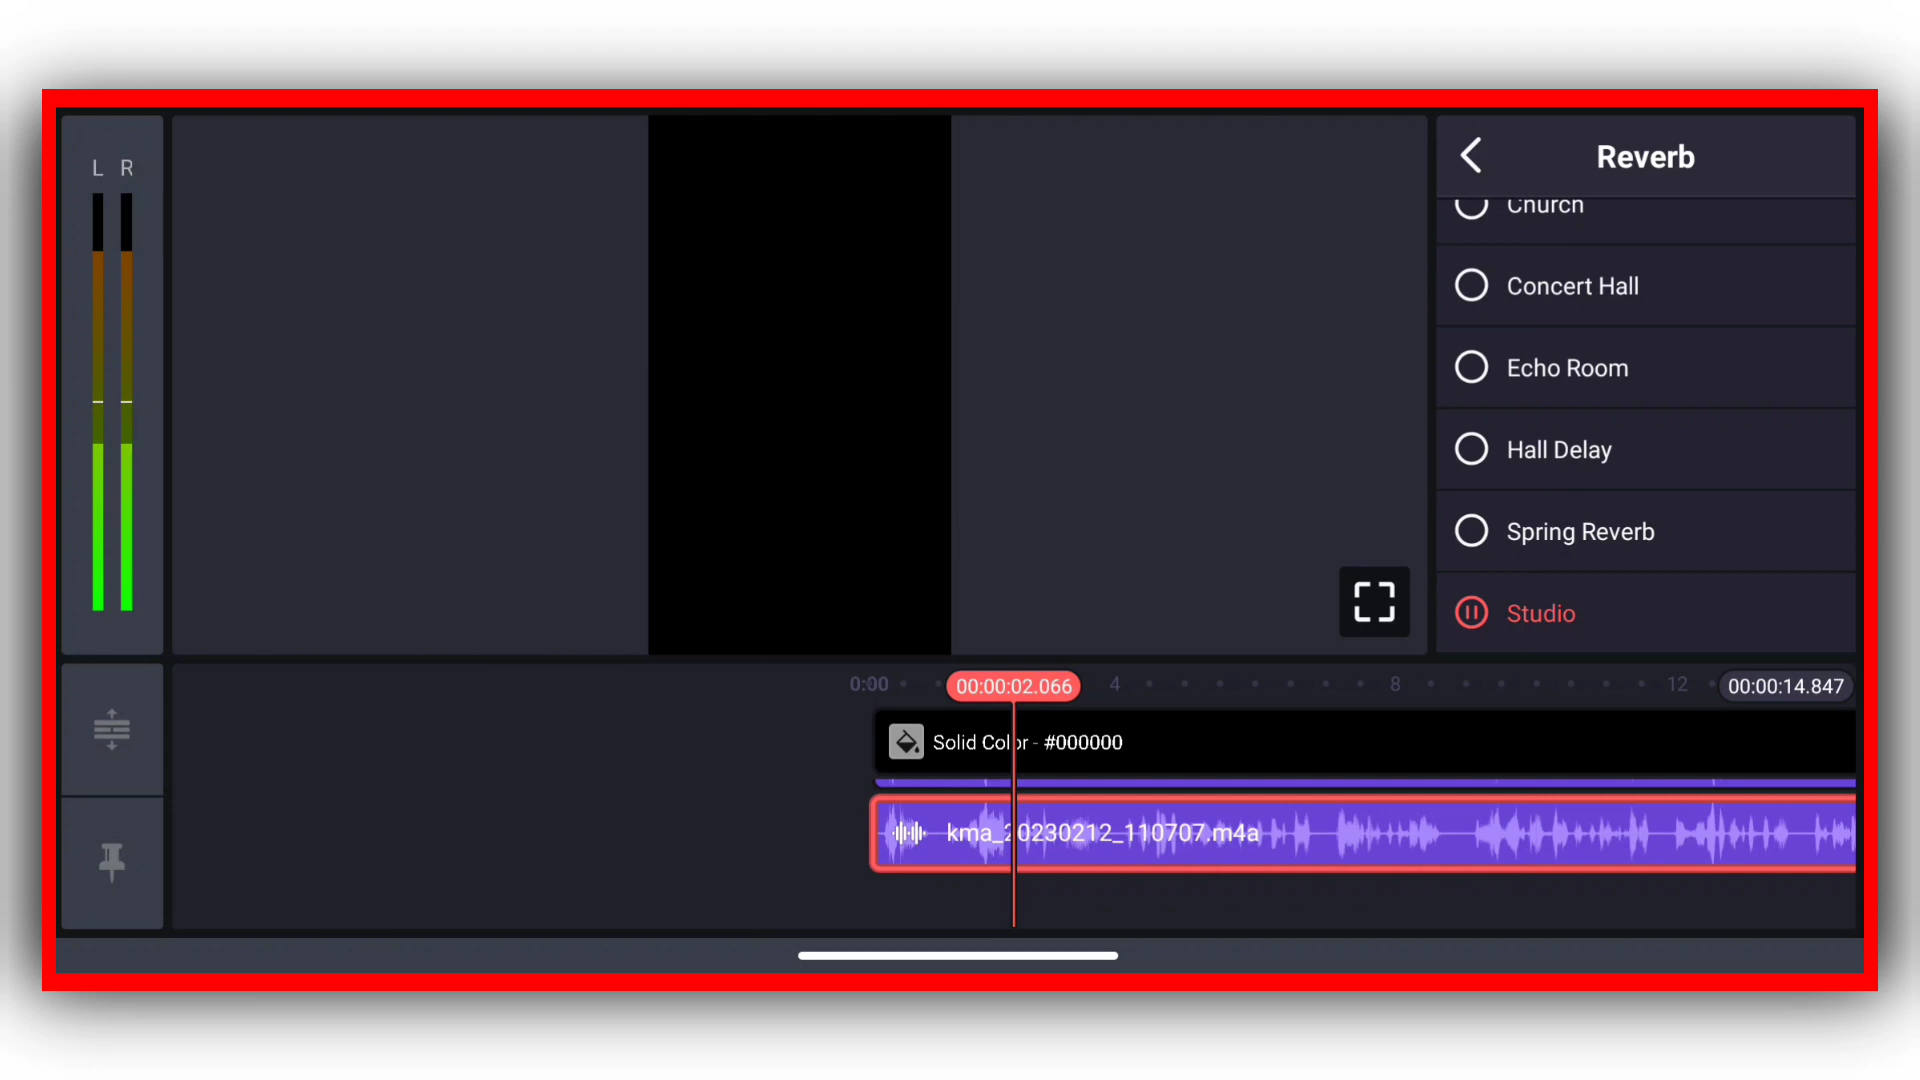 L R
Reverb
Church
Concert Hall
Echo Room
Hall Delay
Spring Reverb
Studio
0:00 00:00:02.066 4 8 12 00:00:14.847
Solid Color - #000000
kma_20230212_110707.m4a